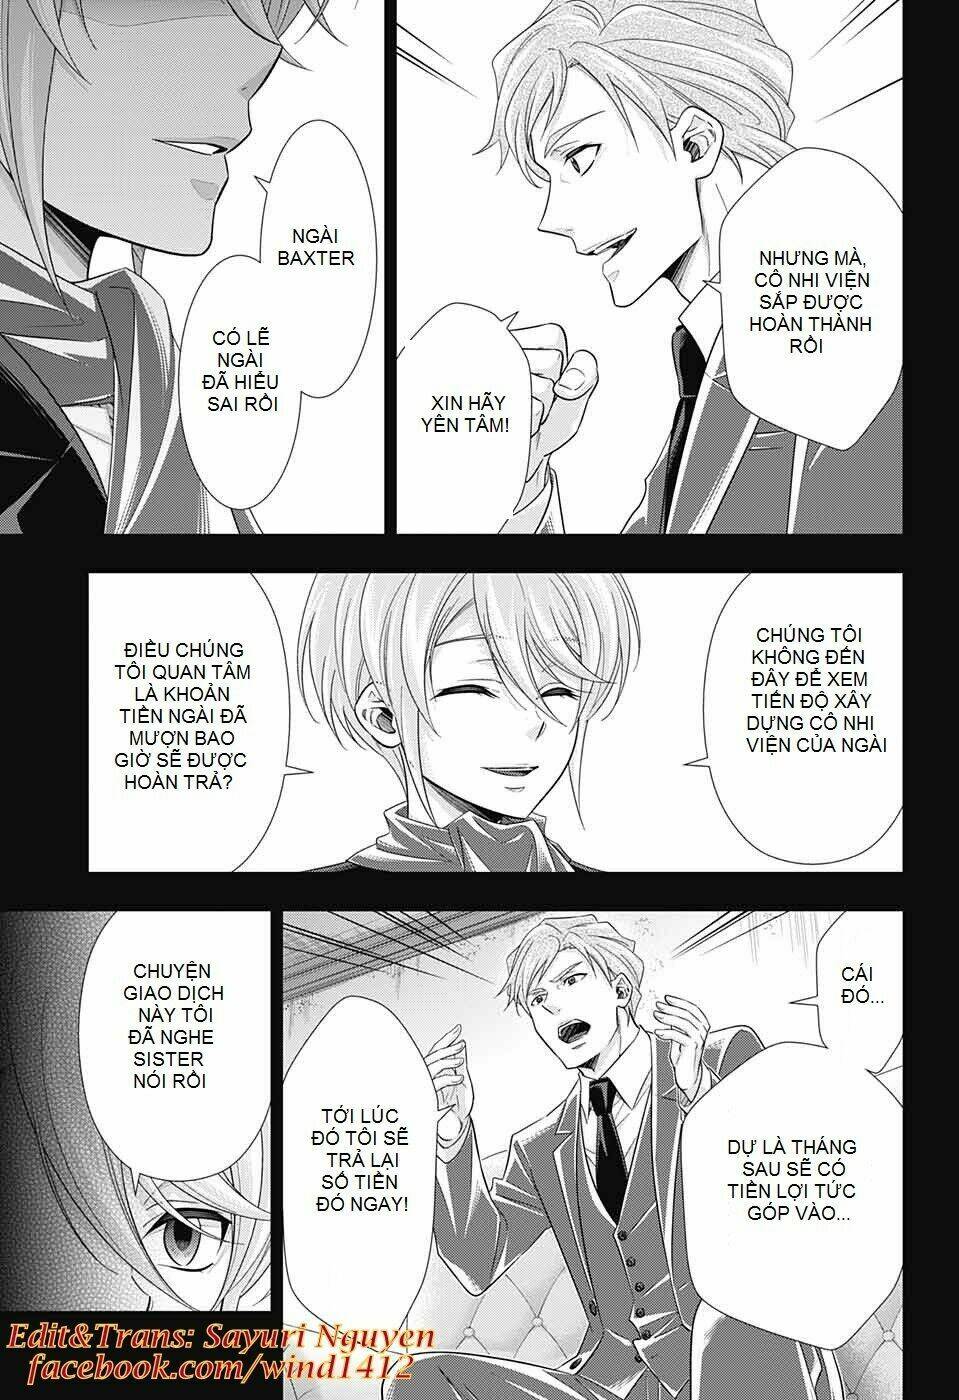 NHƯNG MÀ,
CÔ NHI VIỆN
SẮP ĐƯỢC
HOÀN THÀNH
RỒI
XIN HÃY
YÊN TÂM!
NGÀI
BAXTER
CÓ LẼ
NGÀI
ĐÃ HIỂU
SAI RỒI
CHÚNG TÔI
KHÔNG ĐẾN
ĐÂY ĐỂ XEM
TIẾN ĐỘ XÂY
DỰNG CÔ NHI
VIỆN CỦA NGÀI
ĐIỀU CHÚNG
TÔI QUAN TÂM
LÀ KHOẢN
TIỀN NGÀI ĐÃ
MƯỢN BAO
GIỜ SẼ ĐƯỢC
HOÀN TRẢ?
CÁI
ĐÓ...
DỰ LÀ THÁNG
SAU SẼ CÓ
TIỀN LỢI TỨC
GÓP VÀO...
TỚI LÚC
ĐÓ TÔI SẼ
TRẢ LẠI
SỐ TIỀN
ĐÓ NGAY!
CHUYỆN
GIAO DỊCH
NÀY TÔI
ĐÃ NGHE
SISTER
NÓI RỒI
Edit&Trans: Sayuri Nguyen
facebook.com/wind1412